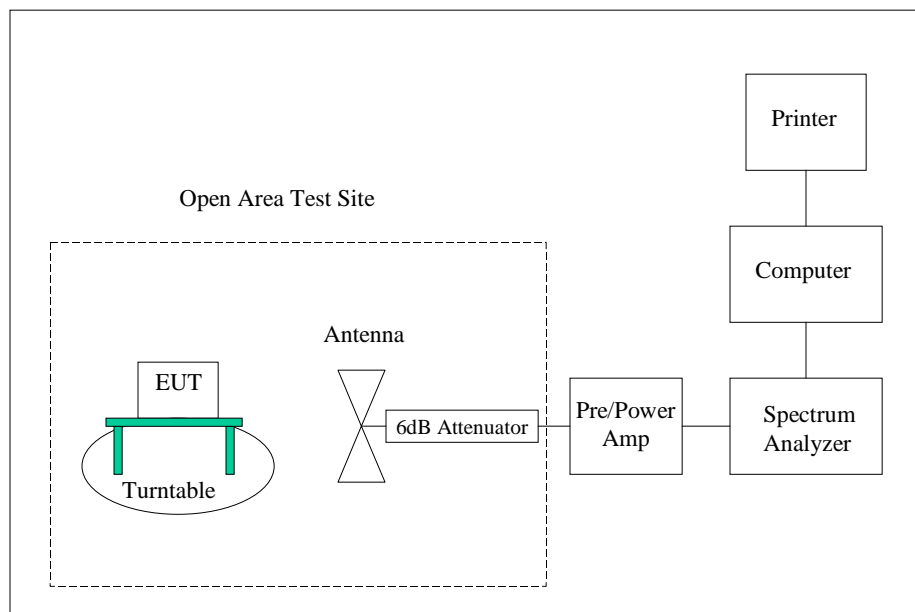 Printer
Open Area Test Site
Computer
Antenna
EUT
Pre/Power
Amp
Spectrum
Analyzer
6dB Attenuator
Turntable